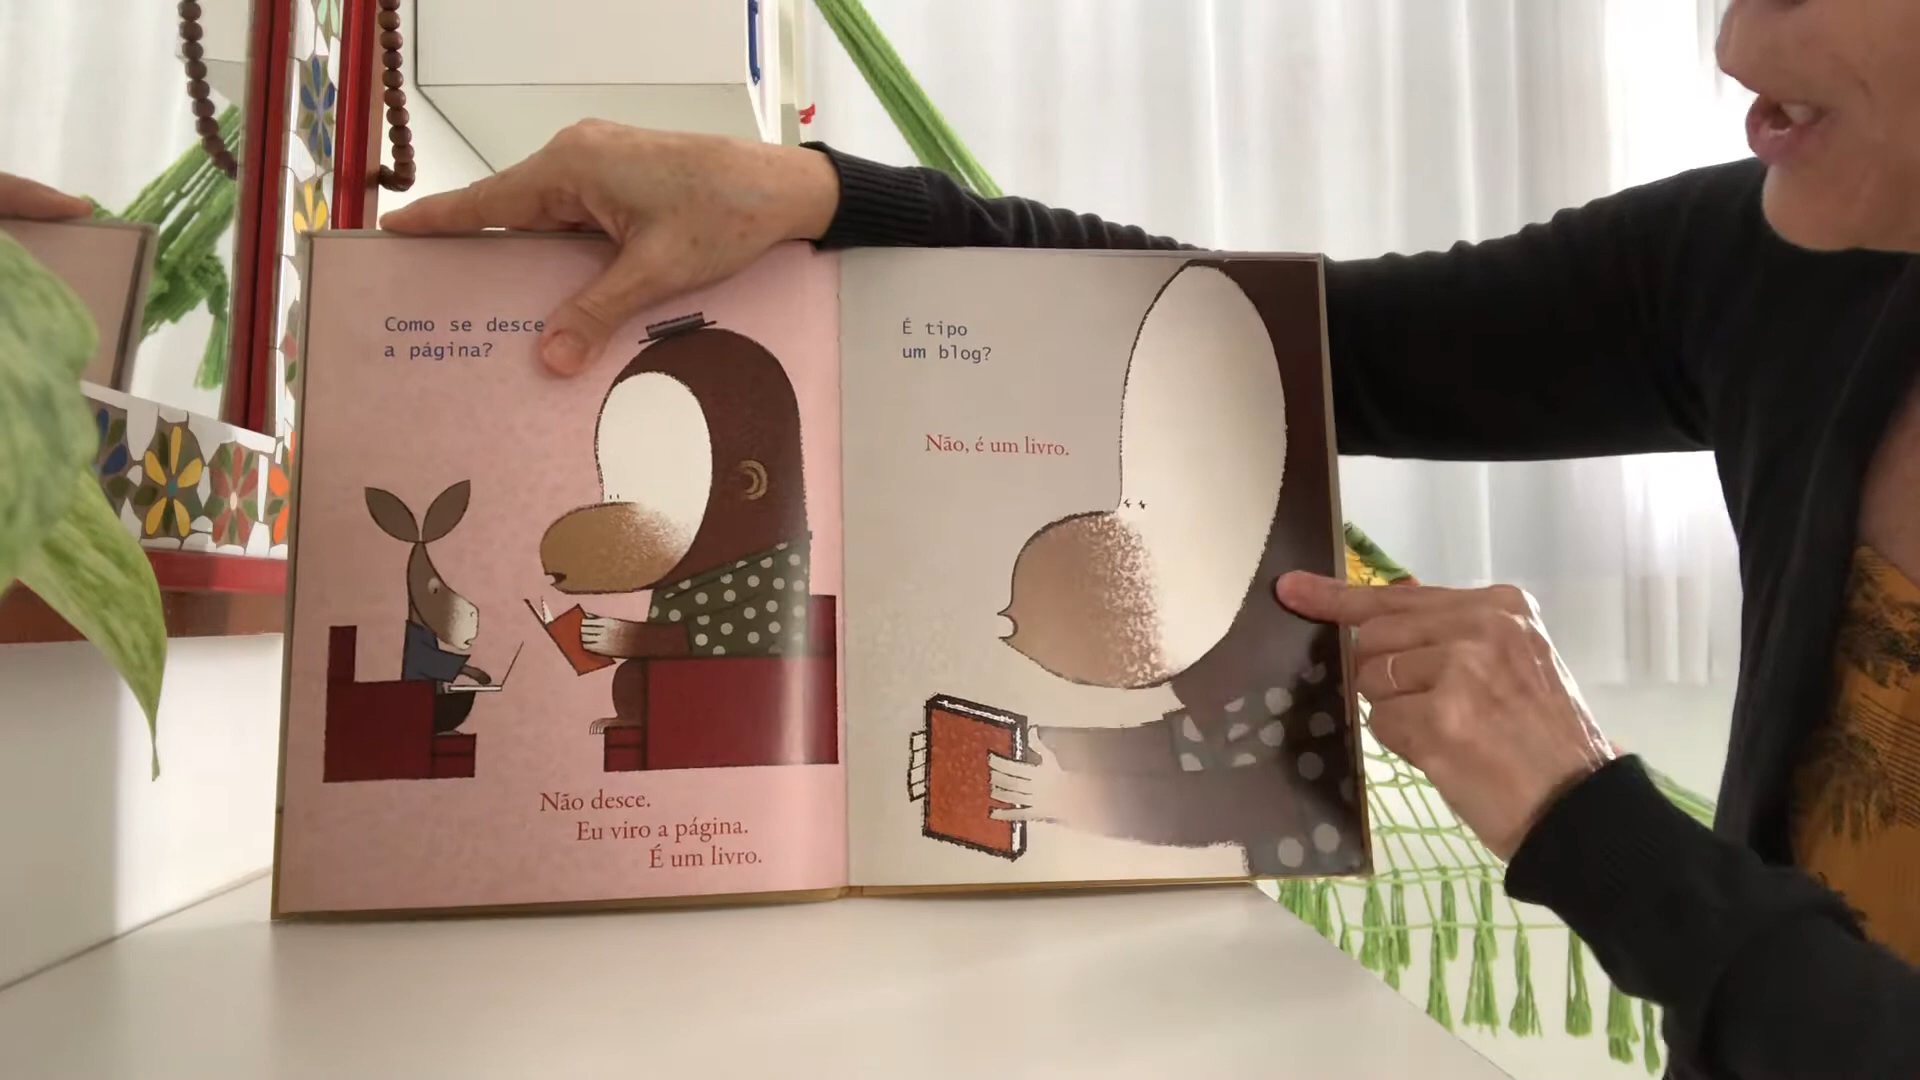 Como se desce
a página?
Não desce.
Eu viro a página.
É um livro.
É tipo
um blog?
Não, é um livro.